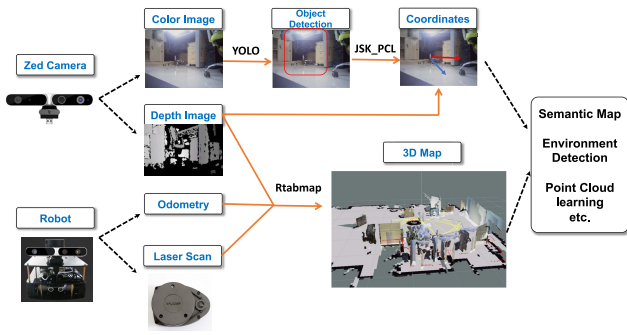 Color Image
Object
Detection
Coordinates
YOLO
JSK_PCL
Zed Camera
Depth Image
Semantic Map
Environment
Detection
Point Cloud
learning
etc.
3D Map
Rtabmap
Odometry
Robot
Laser Scan